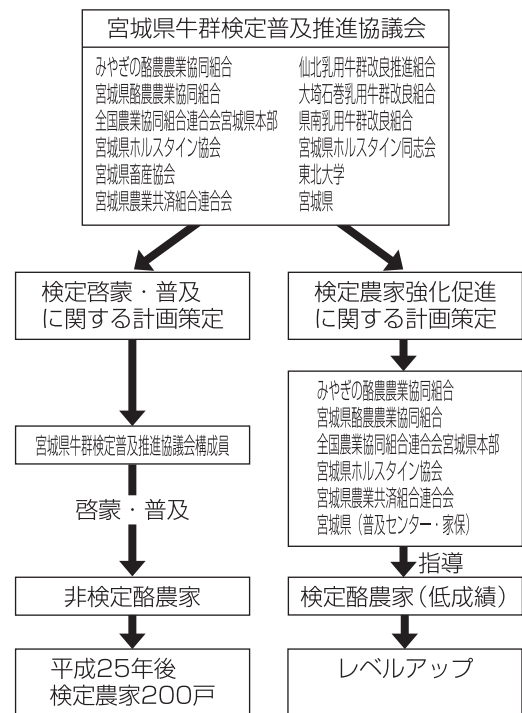 宮城県牛群検定普及推進協議会
みやぎの酪農農業協同組合
宮城県酪農農業協同組合
全国農業協同組合連合会宮城県本部
宮城県ホルスタイン協会
宮城県畜産協会
宮城県農業共済組合連合会
仙北乳用牛群改良推進組合
大埼石巻乳用牛群改良組合
県南乳用牛群改良組合
宮城県ホルスタイン同志会
東北大学
宮城県
検定啓蒙・普及
に関する計画策定
宮城県牛群検定普及推進協議会構成員
啓蒙・普及
非検定酪農家
平成25年後
検定農家200戸
検定農家強化促進
に関する計画策定
みやぎの酪農農業協同組合
宮城県酪農農業協同組合
全国農業協同組合連合会宮城県本部
宮城県ホルスタイン協会
宮城県農業共済組合連合会
宮城県（普及センター・家保）
指導
検定酪農家（低成績）
レベルアップ